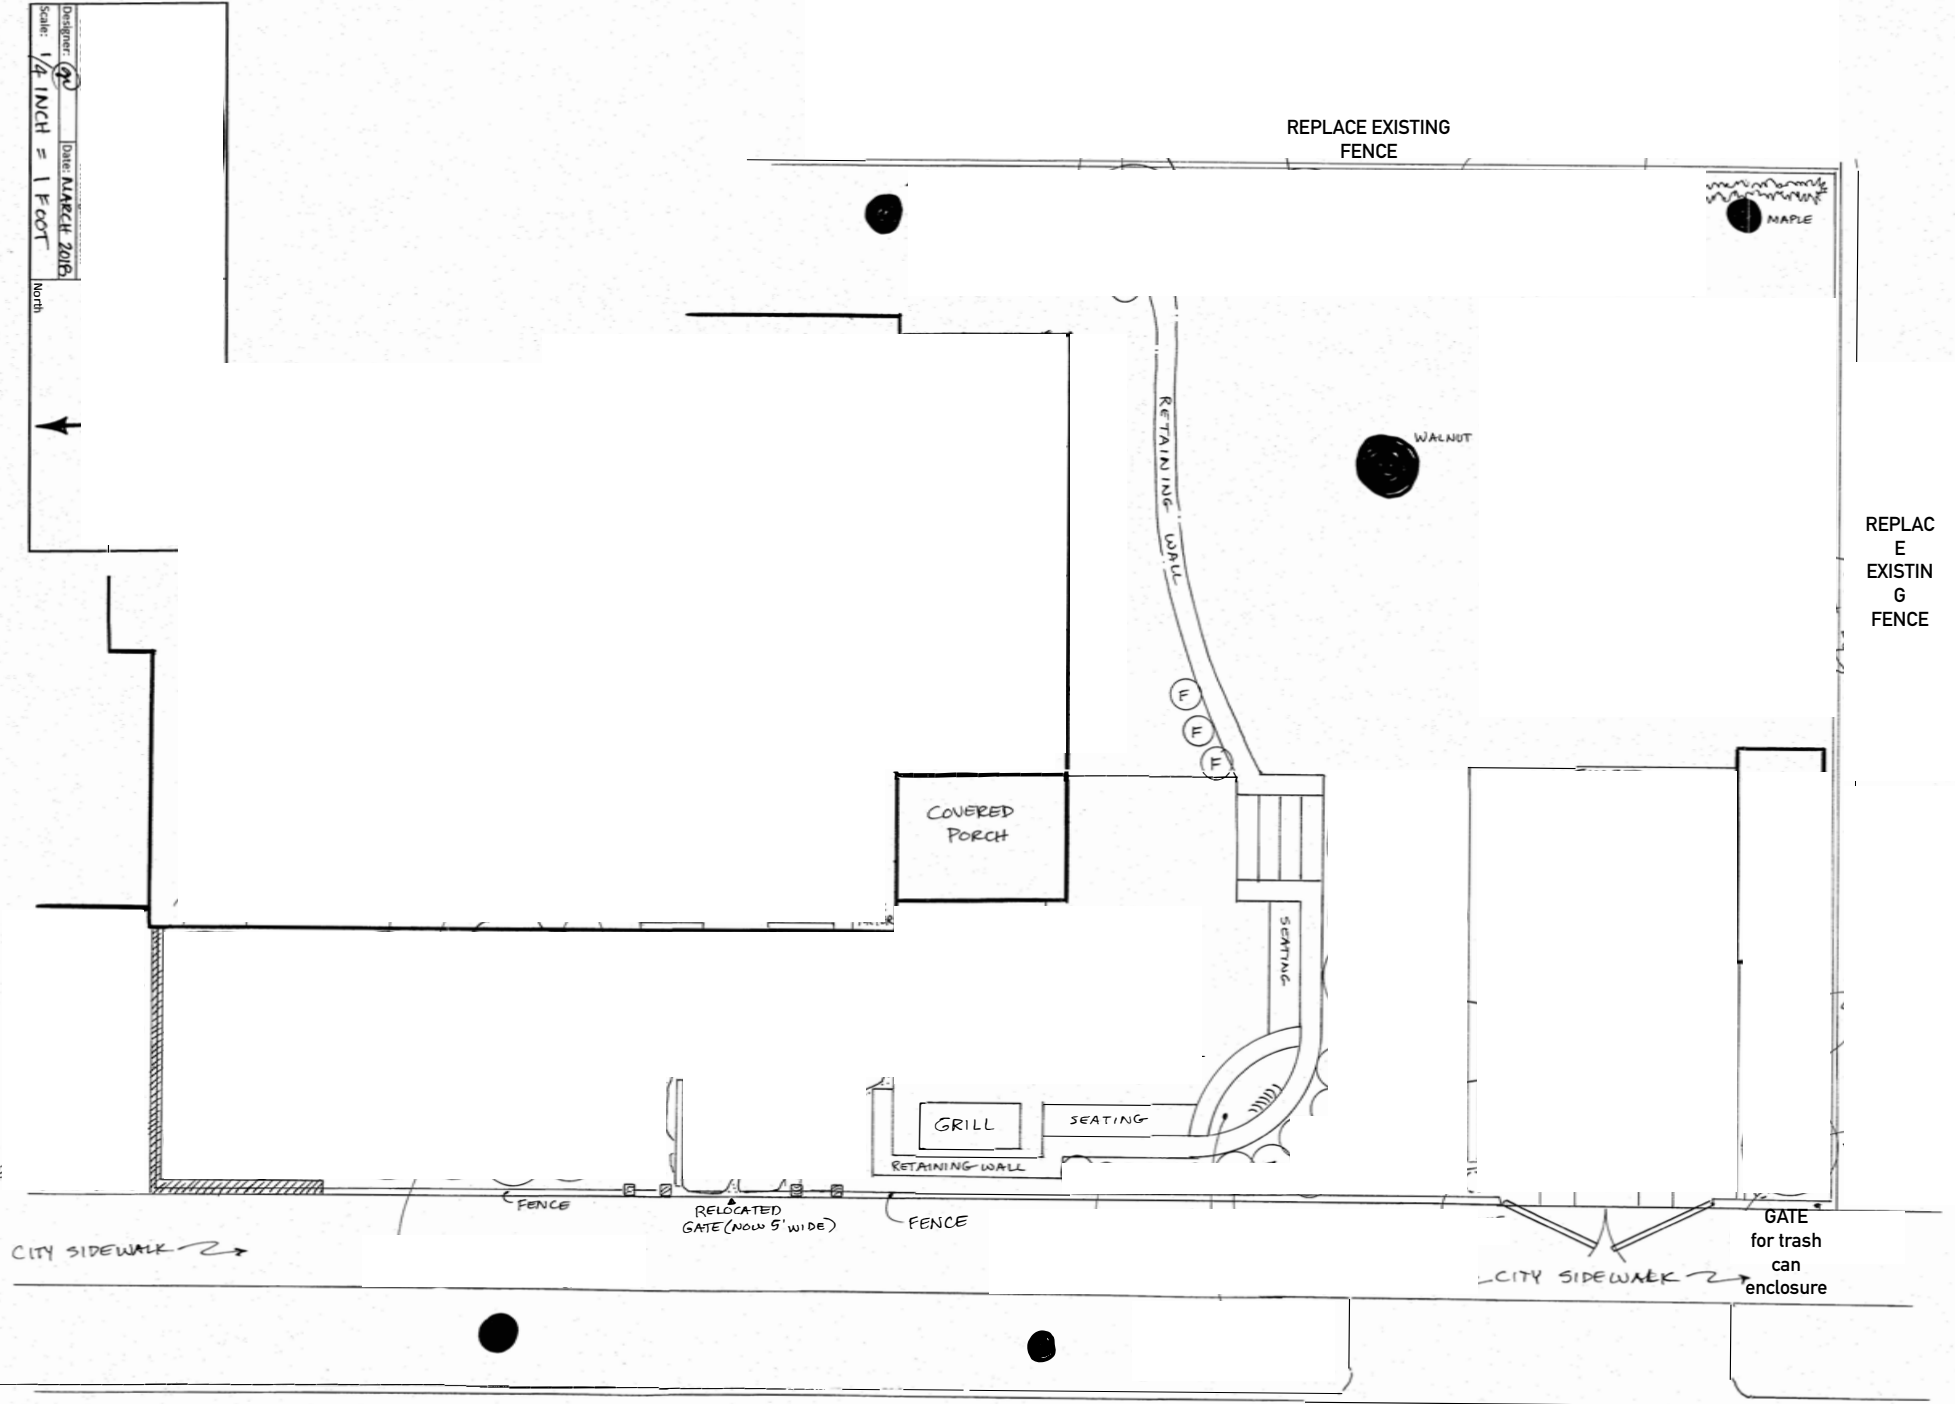 Designer:
Date: MARCH 2018
Scale: 1/4 INCH = 1 FOOT
North
REPLACE EXISTING
FENCE
MAPLE
WALNUT
RETAINING WALL
REPLAC
E
EXISTIN
G
FENCE
F
F
F
COVERED
PORCH
SEATING
GRILL
SEATING
RETAINING WALL
FENCE
RELOCATED
GATE (NOW 5' WIDE)
FENCE
GATE
for trash
can
enclosure
CITY SIDEWALK
CITY SIDEWALK